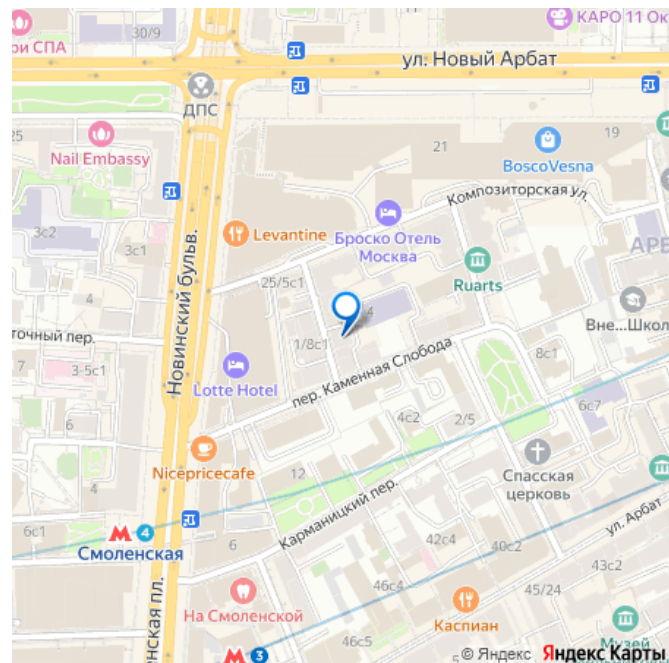 КАРО 11 Ок
30/9
ри СПА
ул. Новый Арбат
ДПС
25
Nail Embassy
21
19
BoscoVesna
Композиторская ул.
3с2
3с1
Levantine
Броско Отель
Москва
Ruarts
АРБ
25/5с1
4
4
Вне...Школ
точный пер.
1/8с1
Новинский бульв.
7
3-5с1
Lotte Hotel
пер. Каменная Слобода
8с1
6с7
4с2
2/5
Nicepricecafe
12
Спасская
церковь
6с1
4
Смоленская
6
Карманицкий пер.
ул. Арбат
42с4
40с2
43с2
46с4
45/24
нская пл.
На Смоленской
Каспиан
Музей
46с5
3
© Яндекс Яндекс Карты